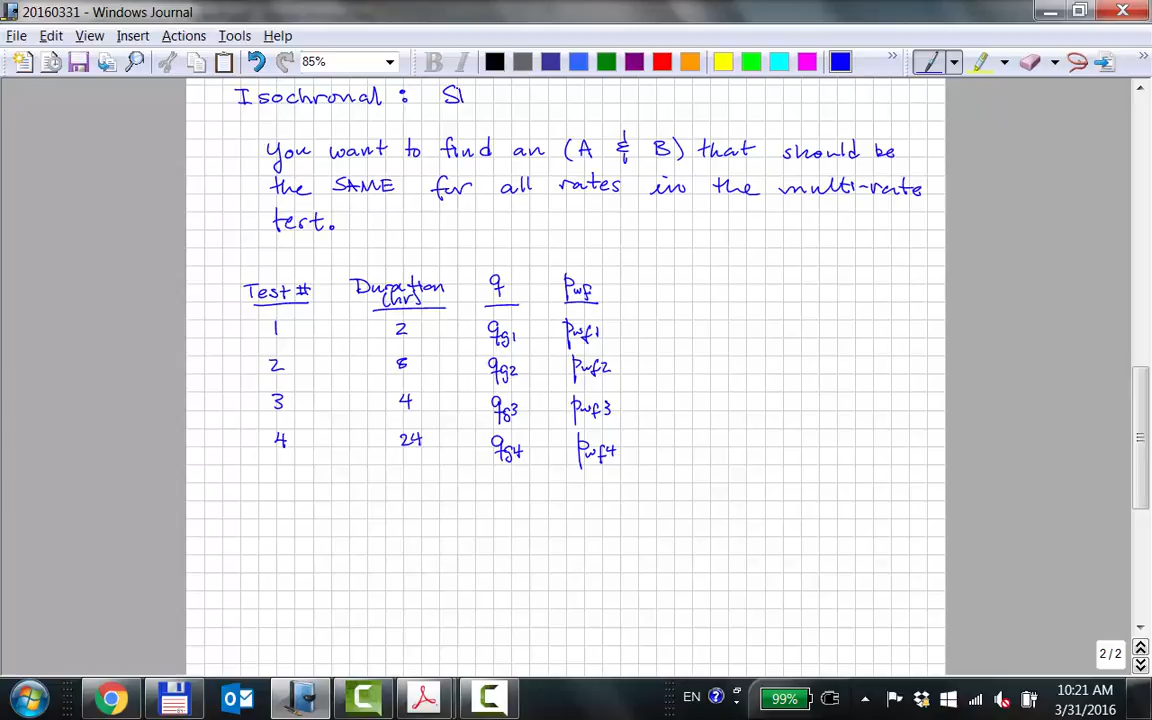 20160331 - Windows Journal
File Edit View Insert Actions Tools Help
85%
B I
Isochronal : SI
You want to find an (A & B) that should be
the SAME for all rates in the multi-rate
test.
Test # Duration (hr) q pwf
1 2 qg1 pwf1
2 8 qg2 pwf2
3 4 qg3 pwf3
4 24 qg4 pwf4
2 / 2
EN 99% 10:21 AM
3/31/2016